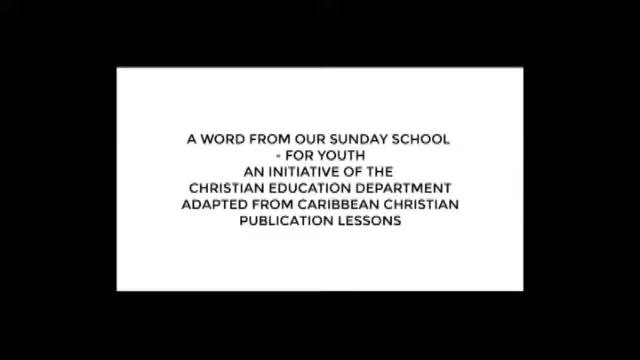 A WORD FROM OUR SUNDAY SCHOOL
- FOR YOUTH
AN INITIATIVE OF THE
CHRISTIAN EDUCATION DEPARTMENT
ADAPTED FROM CARIBBEAN CHRISTIAN
PUBLICATION LESSONS